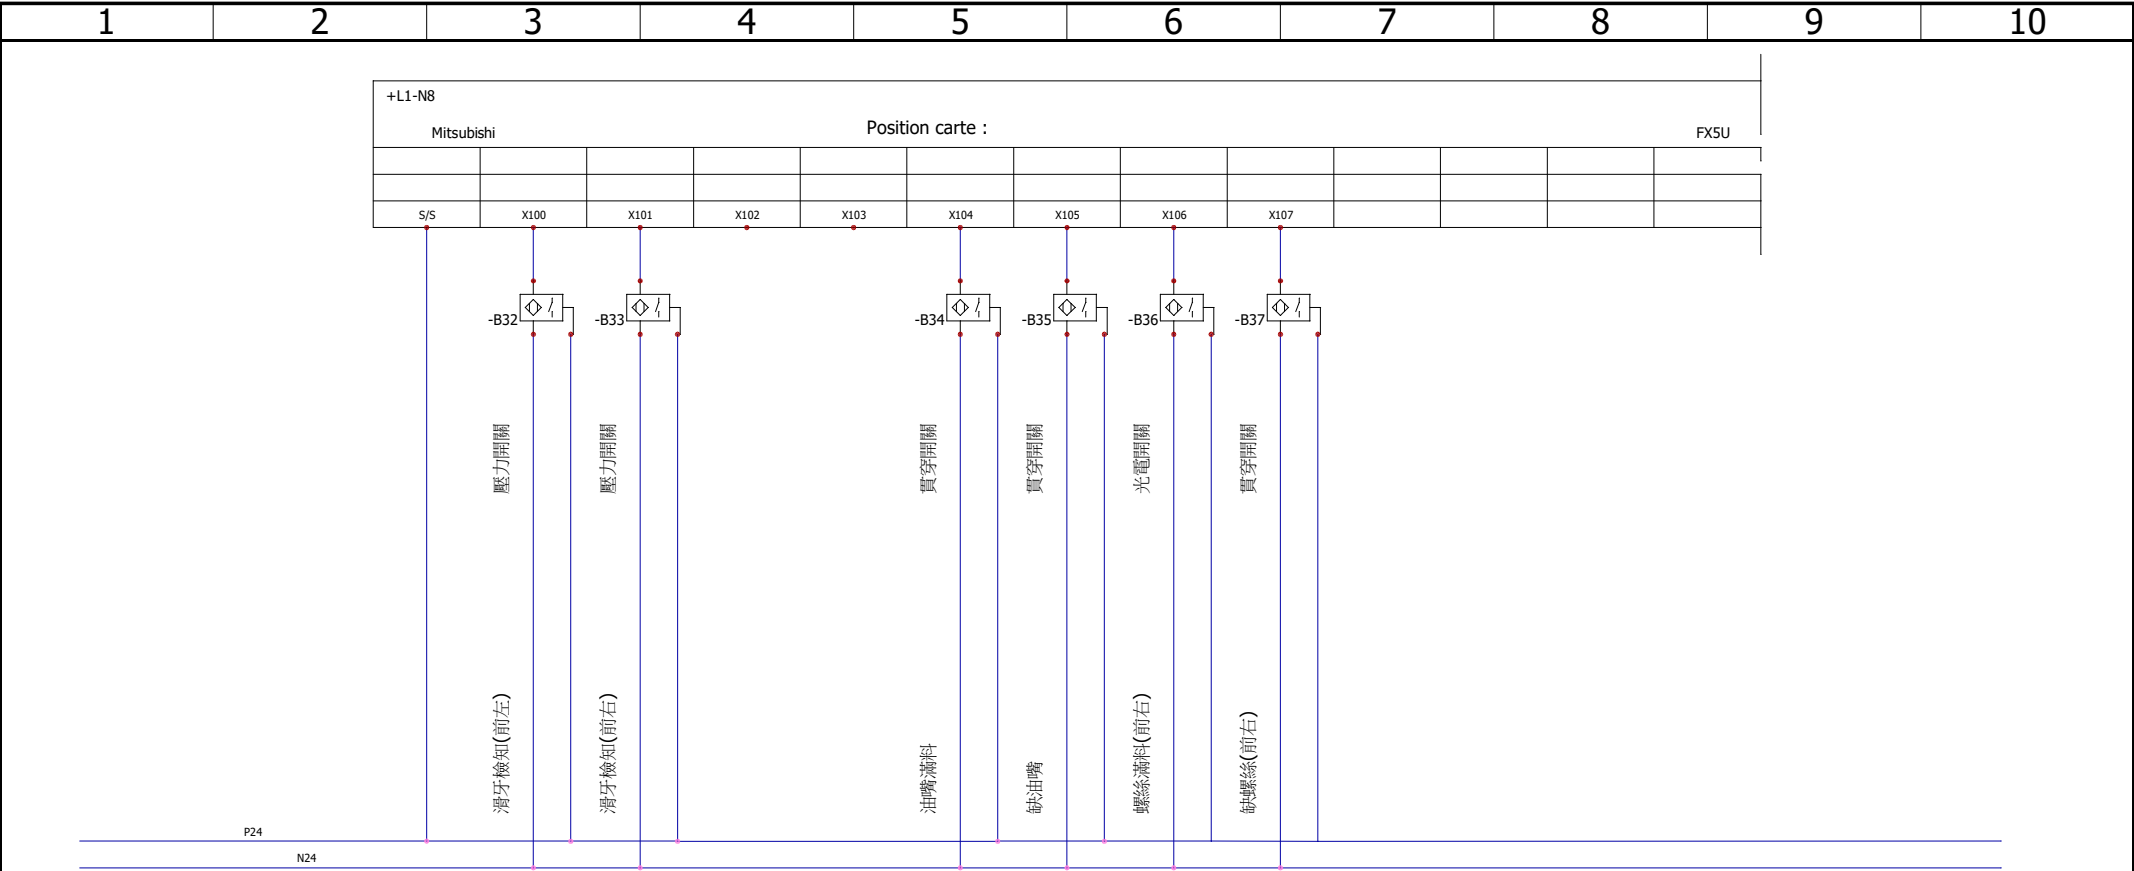 1 2 3 4 5 6 7 8 9 10
+L1-N8
Mitsubishi Position carte : FX5U
S/S X100 X101 X102 X103 X104 X105 X106 X107
-B32 -B33 -B34 -B35 -B36 -B37
壓力開關
壓力開關
貫穿開關
貫穿開關
光電開關
貫穿開關
滑牙檢知(前左)
滑牙檢知(前右)
油嘴滿料
缺油嘴
螺絲滿料(前右)
缺螺絲(前右)
P24
N24